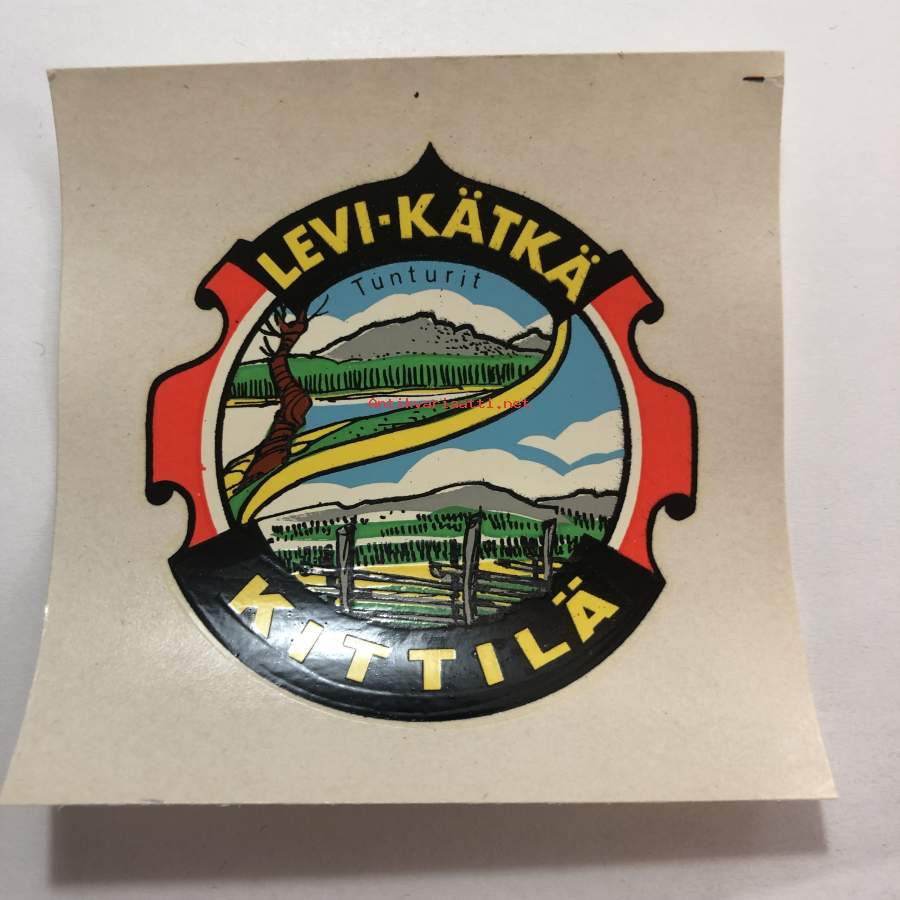 LEVI-KÄTKÄ
Tunturit
Antikvariaatti.net
KITTILÄ